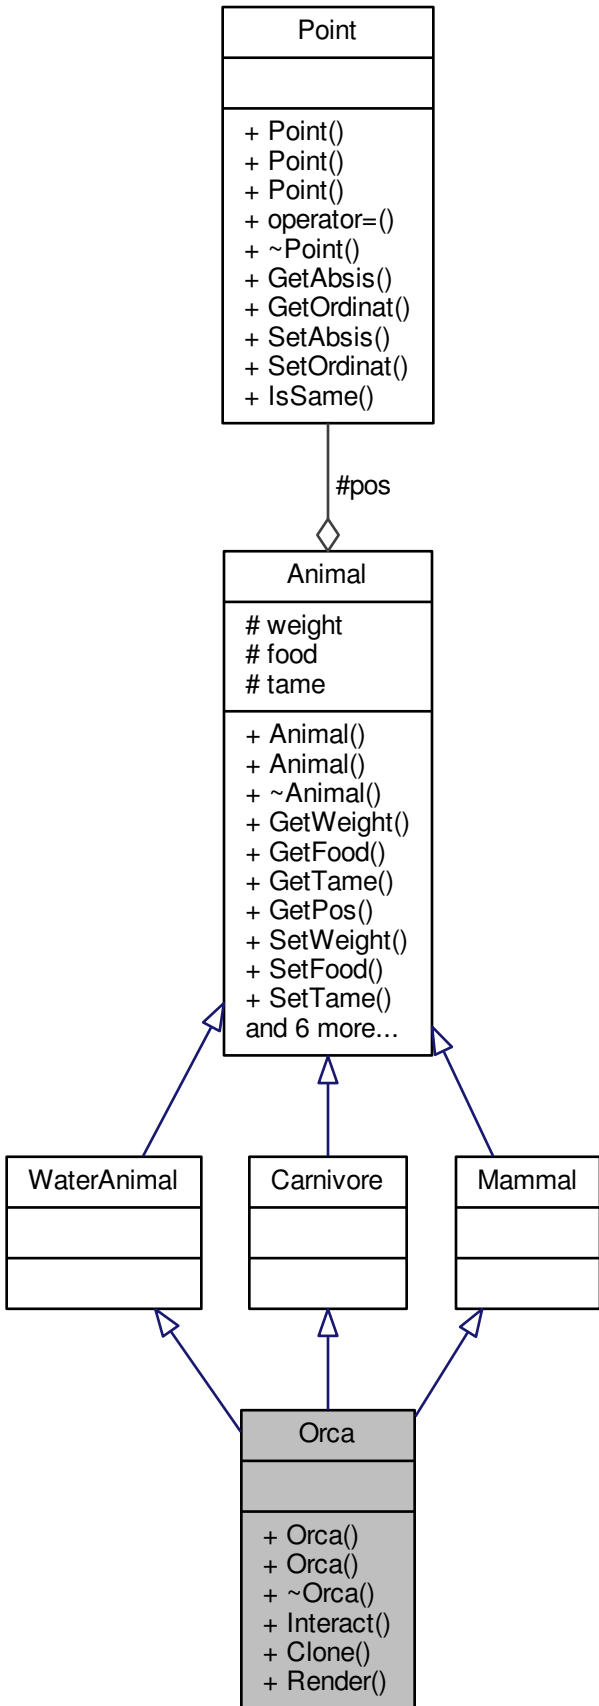 Point
+ Point()
+ Point()
+ Point()
+ operator=()
+ ~Point()
+ GetAbsis()
+ GetOrdinat()
+ SetAbsis()
+ SetOrdinat()
+ IsSame()
#pos
Animal
# weight
# food
# tame
+ Animal()
+ Animal()
+ ~Animal()
+ GetWeight()
+ GetFood()
+ GetTame()
+ GetPos()
+ SetWeight()
+ SetFood()
+ SetTame()
and 6 more...
WaterAnimal
Carnivore
Mammal
Orca
+ Orca()
+ Orca()
+ ~Orca()
+ Interact()
+ Clone()
+ Render()